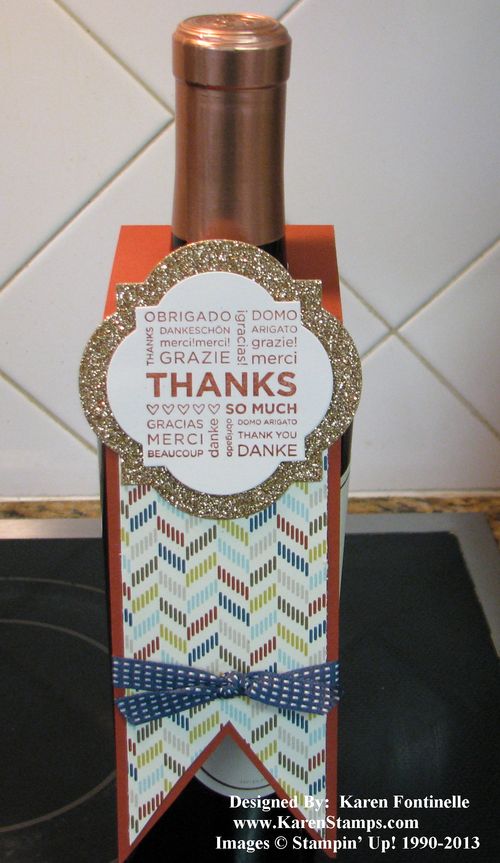 OBRIGADO
DANKESCHÖN
merci!merci!
GRAZIE
THANKS
¡gracias!
DOMO
ARIGATO
grazie!
merci
THANKS
♡♡♡♡♡ SO MUCH
GRACIAS
MERCI
BEAUCOUP
danke
obrigado
DOMO ARIGATO
THANK YOU
DANKE
Designed By: Karen Fontinelle
www.KarenStamps.com
Images © Stampin' Up! 1990-2013